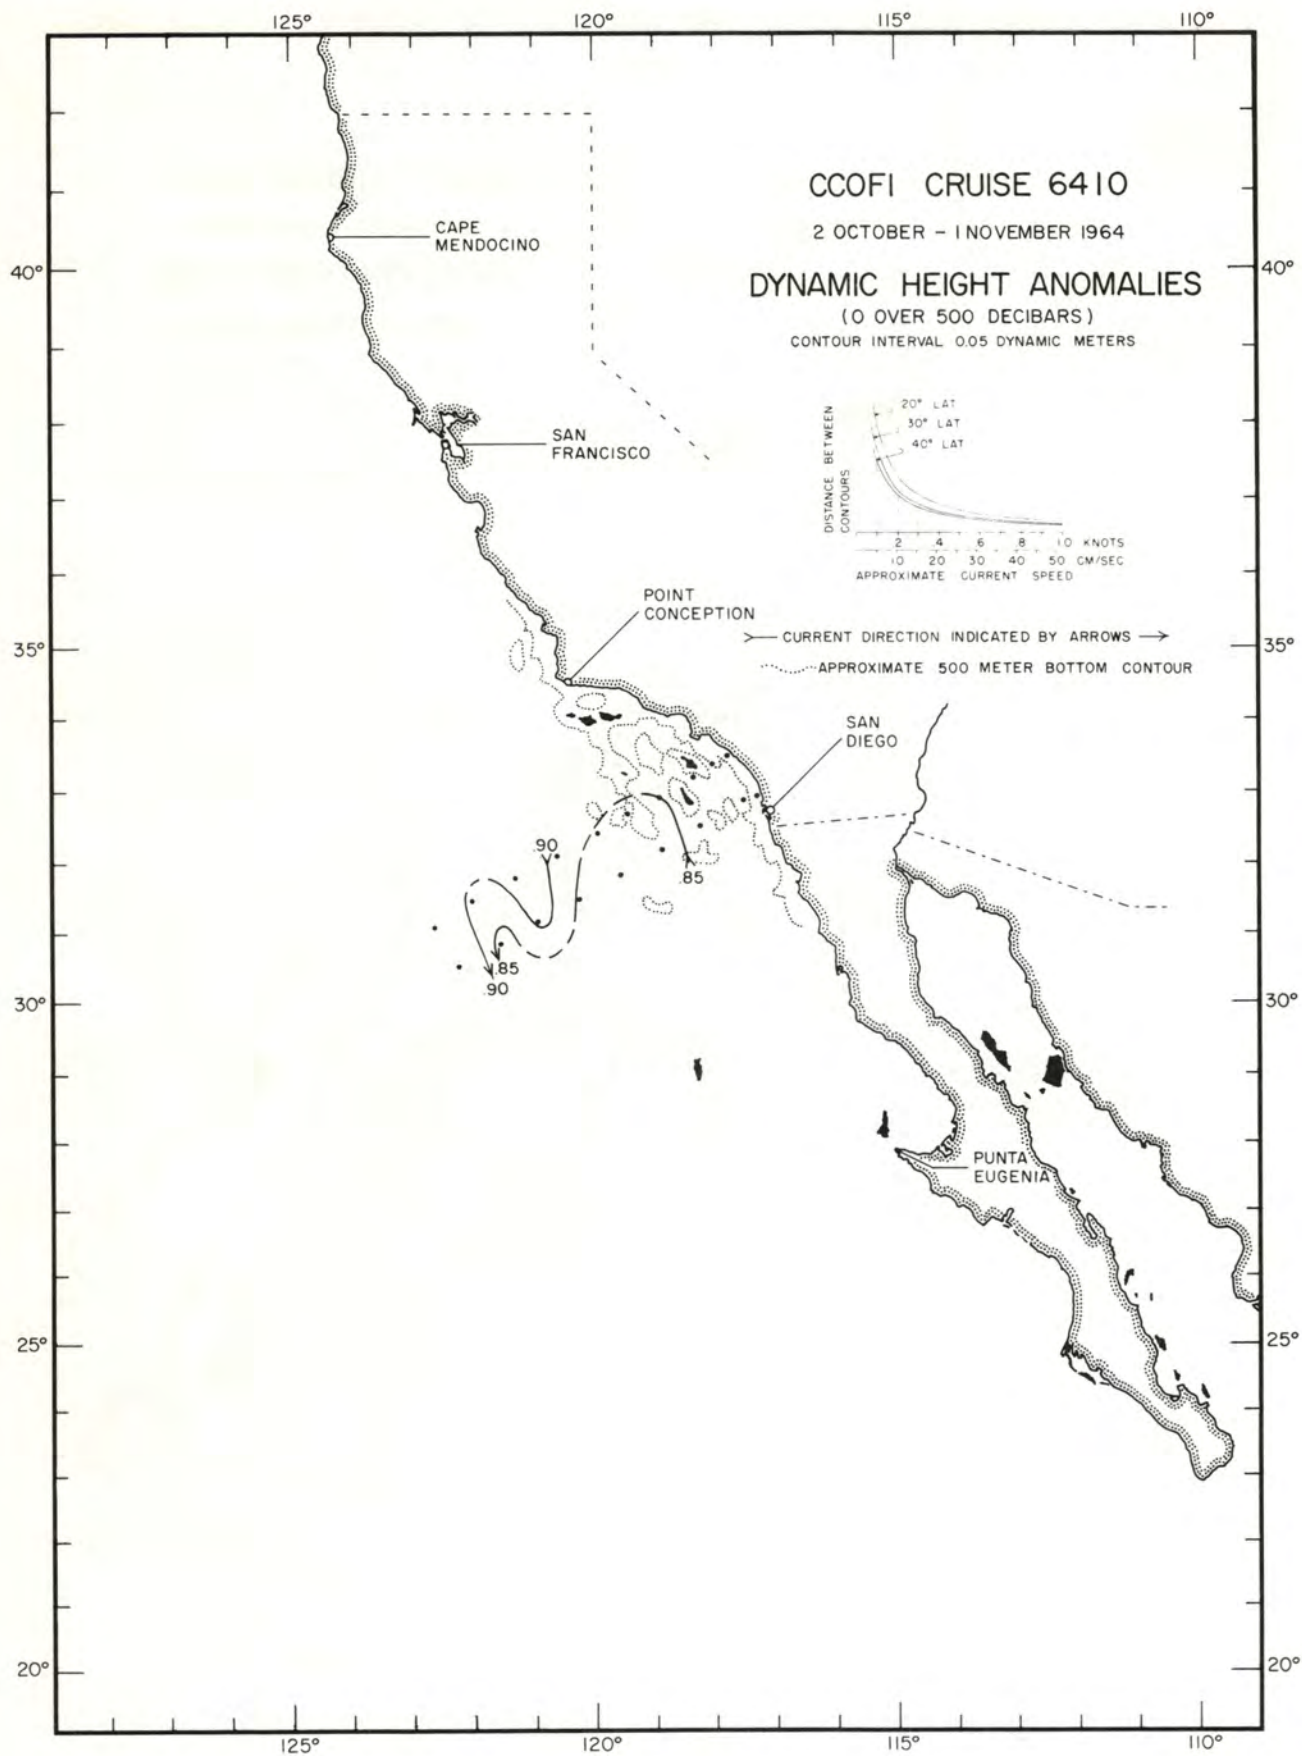 125° 120° 115° 110°
CCOFI CRUISE 6410
2 OCTOBER – 1 NOVEMBER 1964
CAPE
MENDOCINO
40° 40°
DYNAMIC HEIGHT ANOMALIES
(0 OVER 500 DECIBARS)
CONTOUR INTERVAL 0.05 DYNAMIC METERS
20° LAT
30° LAT
40° LAT
DISTANCE BETWEEN
CONTOURS
SAN
FRANCISCO
.2 .4 .6 .8 1.0 KNOTS
10 20 30 40 50 CM/SEC
APPROXIMATE CURRENT SPEED
POINT
CONCEPTION
CURRENT DIRECTION INDICATED BY ARROWS
35° 35°
APPROXIMATE 500 METER BOTTOM CONTOUR
SAN
DIEGO
.90
.85
.85
.90
30° 30°
PUNTA
EUGENIA
25° 25°
20° 20°
125° 120° 115° 110°